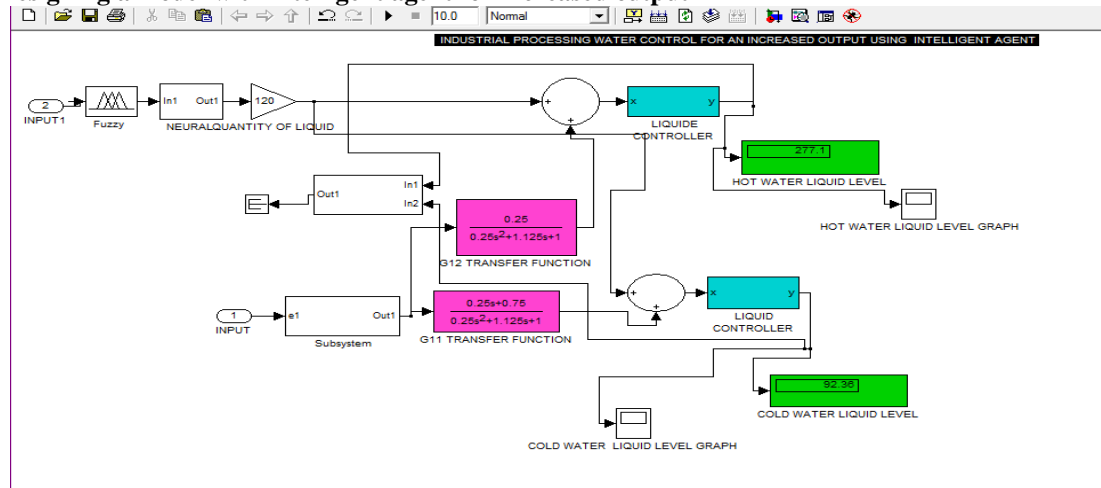 10.0 Normal
INDUSTRIAL PROCESSING WATER CONTROL FOR AN INCREASED OUTPUT USING INTELLIGENT AGENT
2
INPUT1
Fuzzy
In1 Out1
NEURALQUANTITY OF LIQUID
120
+
+
x y
LIQUIDE
CONTROLLER
277.1
HOT WATER LIQUID LEVEL
HOT WATER LIQUID LEVEL GRAPH
Out1
In1
In2
0.25
0.25s2+1.125s+1
G12 TRANSFER FUNCTION
1
INPUT
e1 Out1
Subsystem
0.25s+0.75
0.25s2+1.125s+1
G11 TRANSFER FUNCTION
+
+
x y
LIQUID
CONTROLLER
92.36
COLD WATER LIQUID LEVEL
COLD WATER LIQUID LEVEL GRAPH